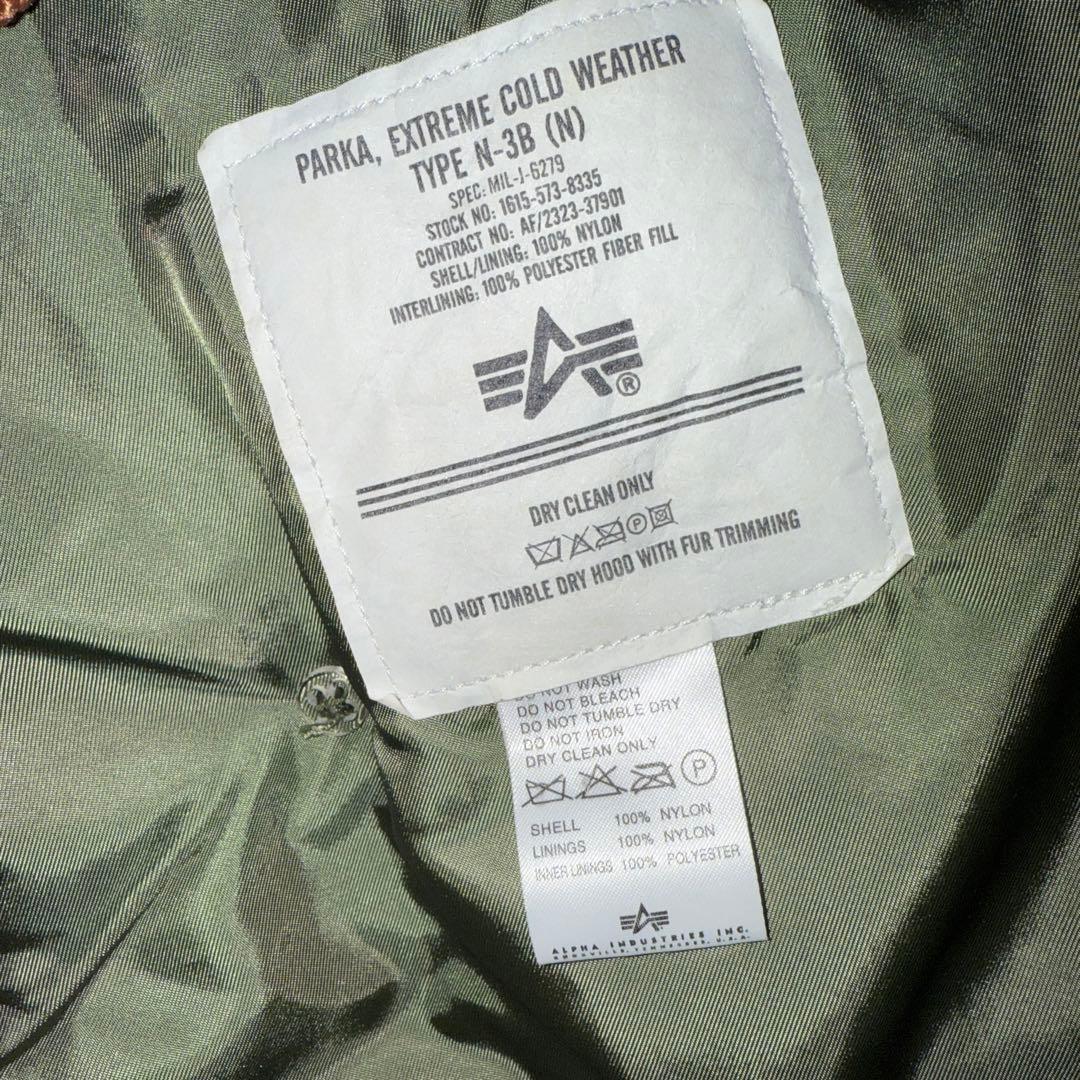 PARKA, EXTREME COLD WEATHER
TYPE N-3B (N)
SPEC: MIL-J-6279
STOCK NO: 1615-573-8335
CONTRACT NO: AF/2323-37901
SHELL/LINING: 100% NYLON
INTERLINING: 100% POLYESTER FIBER FILL
®
DRY CLEAN ONLY
P
DO NOT TUMBLE DRY HOOD WITH FUR TRIMMING
DO NOT WASH
DO NOT BLEACH
DO NOT TUMBLE DRY
DO NOT IRON
DRY CLEAN ONLY
P
SHELL 100% NYLON
LININGS 100% NYLON
INNER LININGS 100% POLYESTER
ALPHA INDUSTRIES INC.
KNOXVILLE, TENNESSEE, U.S.A.